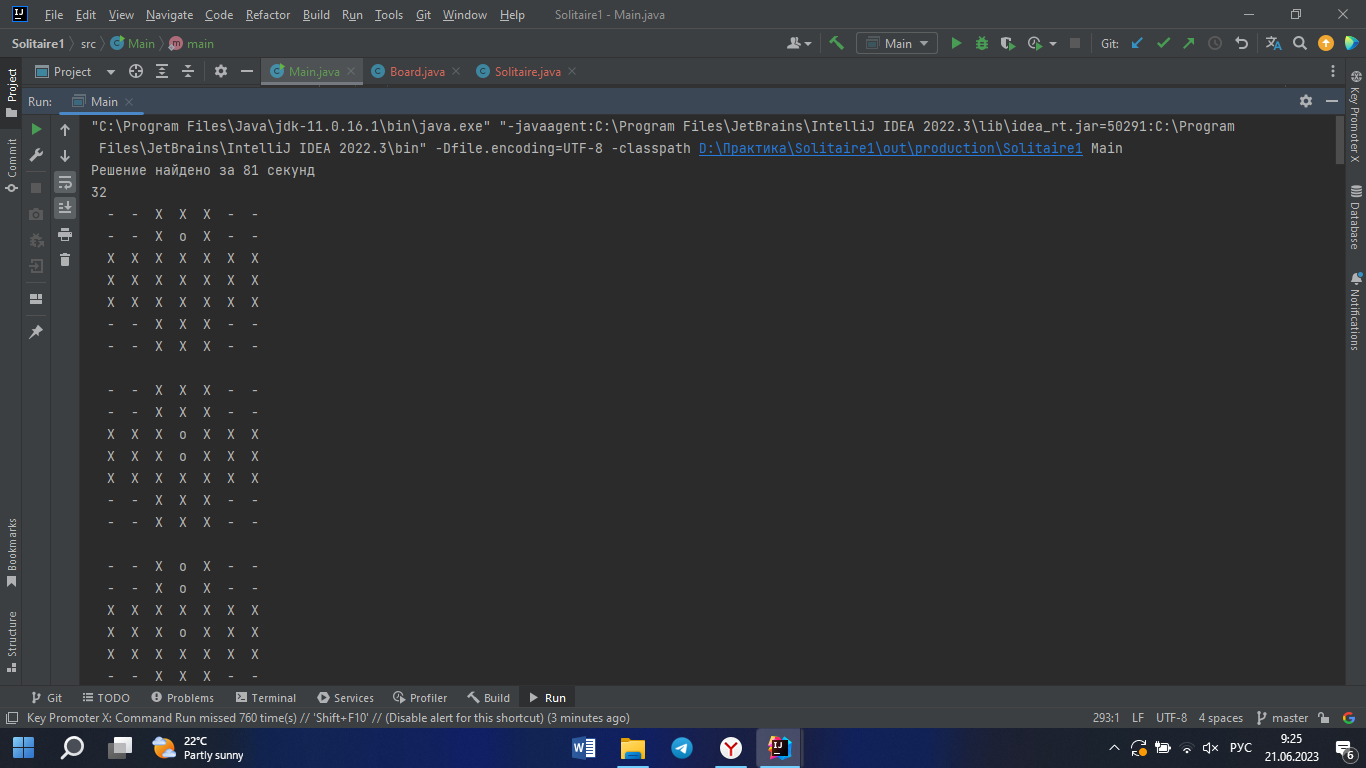 File Edit View Navigate Code Refactor Build Run Tools Git Window Help Solitaire1 - Main.java
Solitaire1 src Main main Main Git:
Project Main.java Board.java Solitaire.java
Run: Main
"C:\Program Files\Java\jdk-11.0.16.1\bin\java.exe" "-javaagent:C:\Program Files\JetBrains\IntelliJ IDEA 2022.3\lib\idea_rt.jar=50291:C:\Program
Files\JetBrains\IntelliJ IDEA 2022.3\bin" -Dfile.encoding=UTF-8 -classpath D:\Практика\Solitaire1\out\production\Solitaire1 Main
Решение найдено за 81 секунд
32
- - X X X - -
- - X o X - -
X X X X X X X
X X X X X X X
X X X X X X X
- - X X X - -
- - X X X - -
- - X X X - -
- - X X X - -
X X X o X X X
X X X o X X X
X X X X X X X
- - X X X - -
- - X X X - -
- - X o X - -
- - X o X - -
X X X X X X X
X X X o X X X
X X X X X X X
- - X X X - -
Project
Commit
Bookmarks
Structure
Key Promoter X
Database
Notifications
Git TODO Problems Terminal Services Profiler Build Run
Key Promoter X: Command Run missed 760 time(s) // 'Shift+F10' // (Disable alert for this shortcut) (3 minutes ago) 293:1 LF UTF-8 4 spaces master
22°C
Partly sunny
РУС
9:25
21.06.2023
6